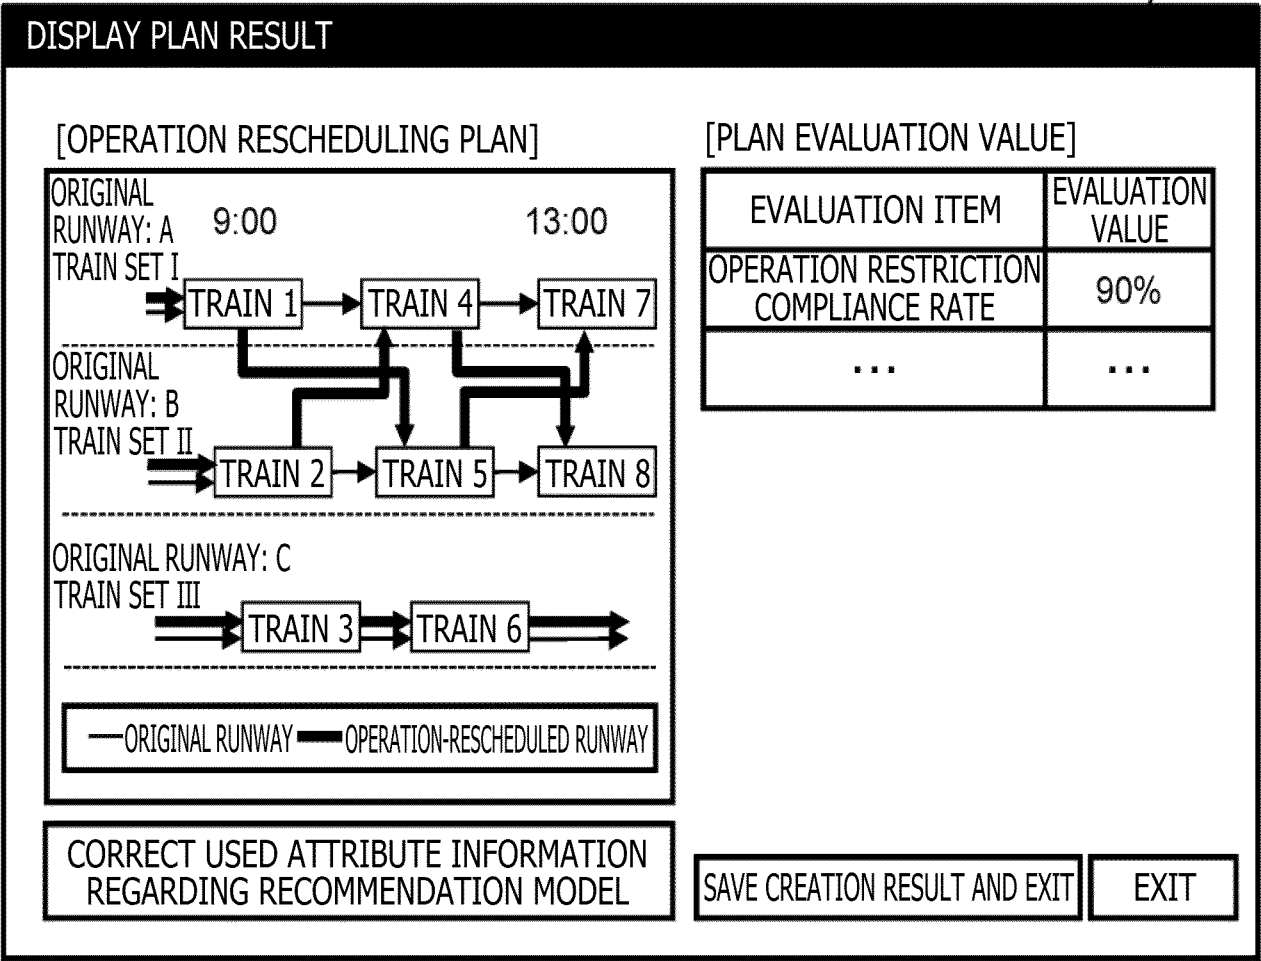 DISPLAY PLAN RESULT
[OPERATION RESCHEDULING PLAN]
ORIGINAL
RUNWAY: A
TRAIN SET I
9:00
13:00
TRAIN 1
TRAIN 4
TRAIN 7
ORIGINAL
RUNWAY: B
TRAIN SET II
TRAIN 2
TRAIN 5
TRAIN 8
ORIGINAL RUNWAY: C
TRAIN SET III
TRAIN 3
TRAIN 6
ORIGINAL RUNWAY
OPERATION-RESCHEDULED RUNWAY
CORRECT USED ATTRIBUTE INFORMATION
REGARDING RECOMMENDATION MODEL
[PLAN EVALUATION VALUE]
EVALUATION ITEM
EVALUATION
VALUE
OPERATION RESTRICTION
COMPLIANCE RATE
90%
...
...
SAVE CREATION RESULT AND EXIT
EXIT